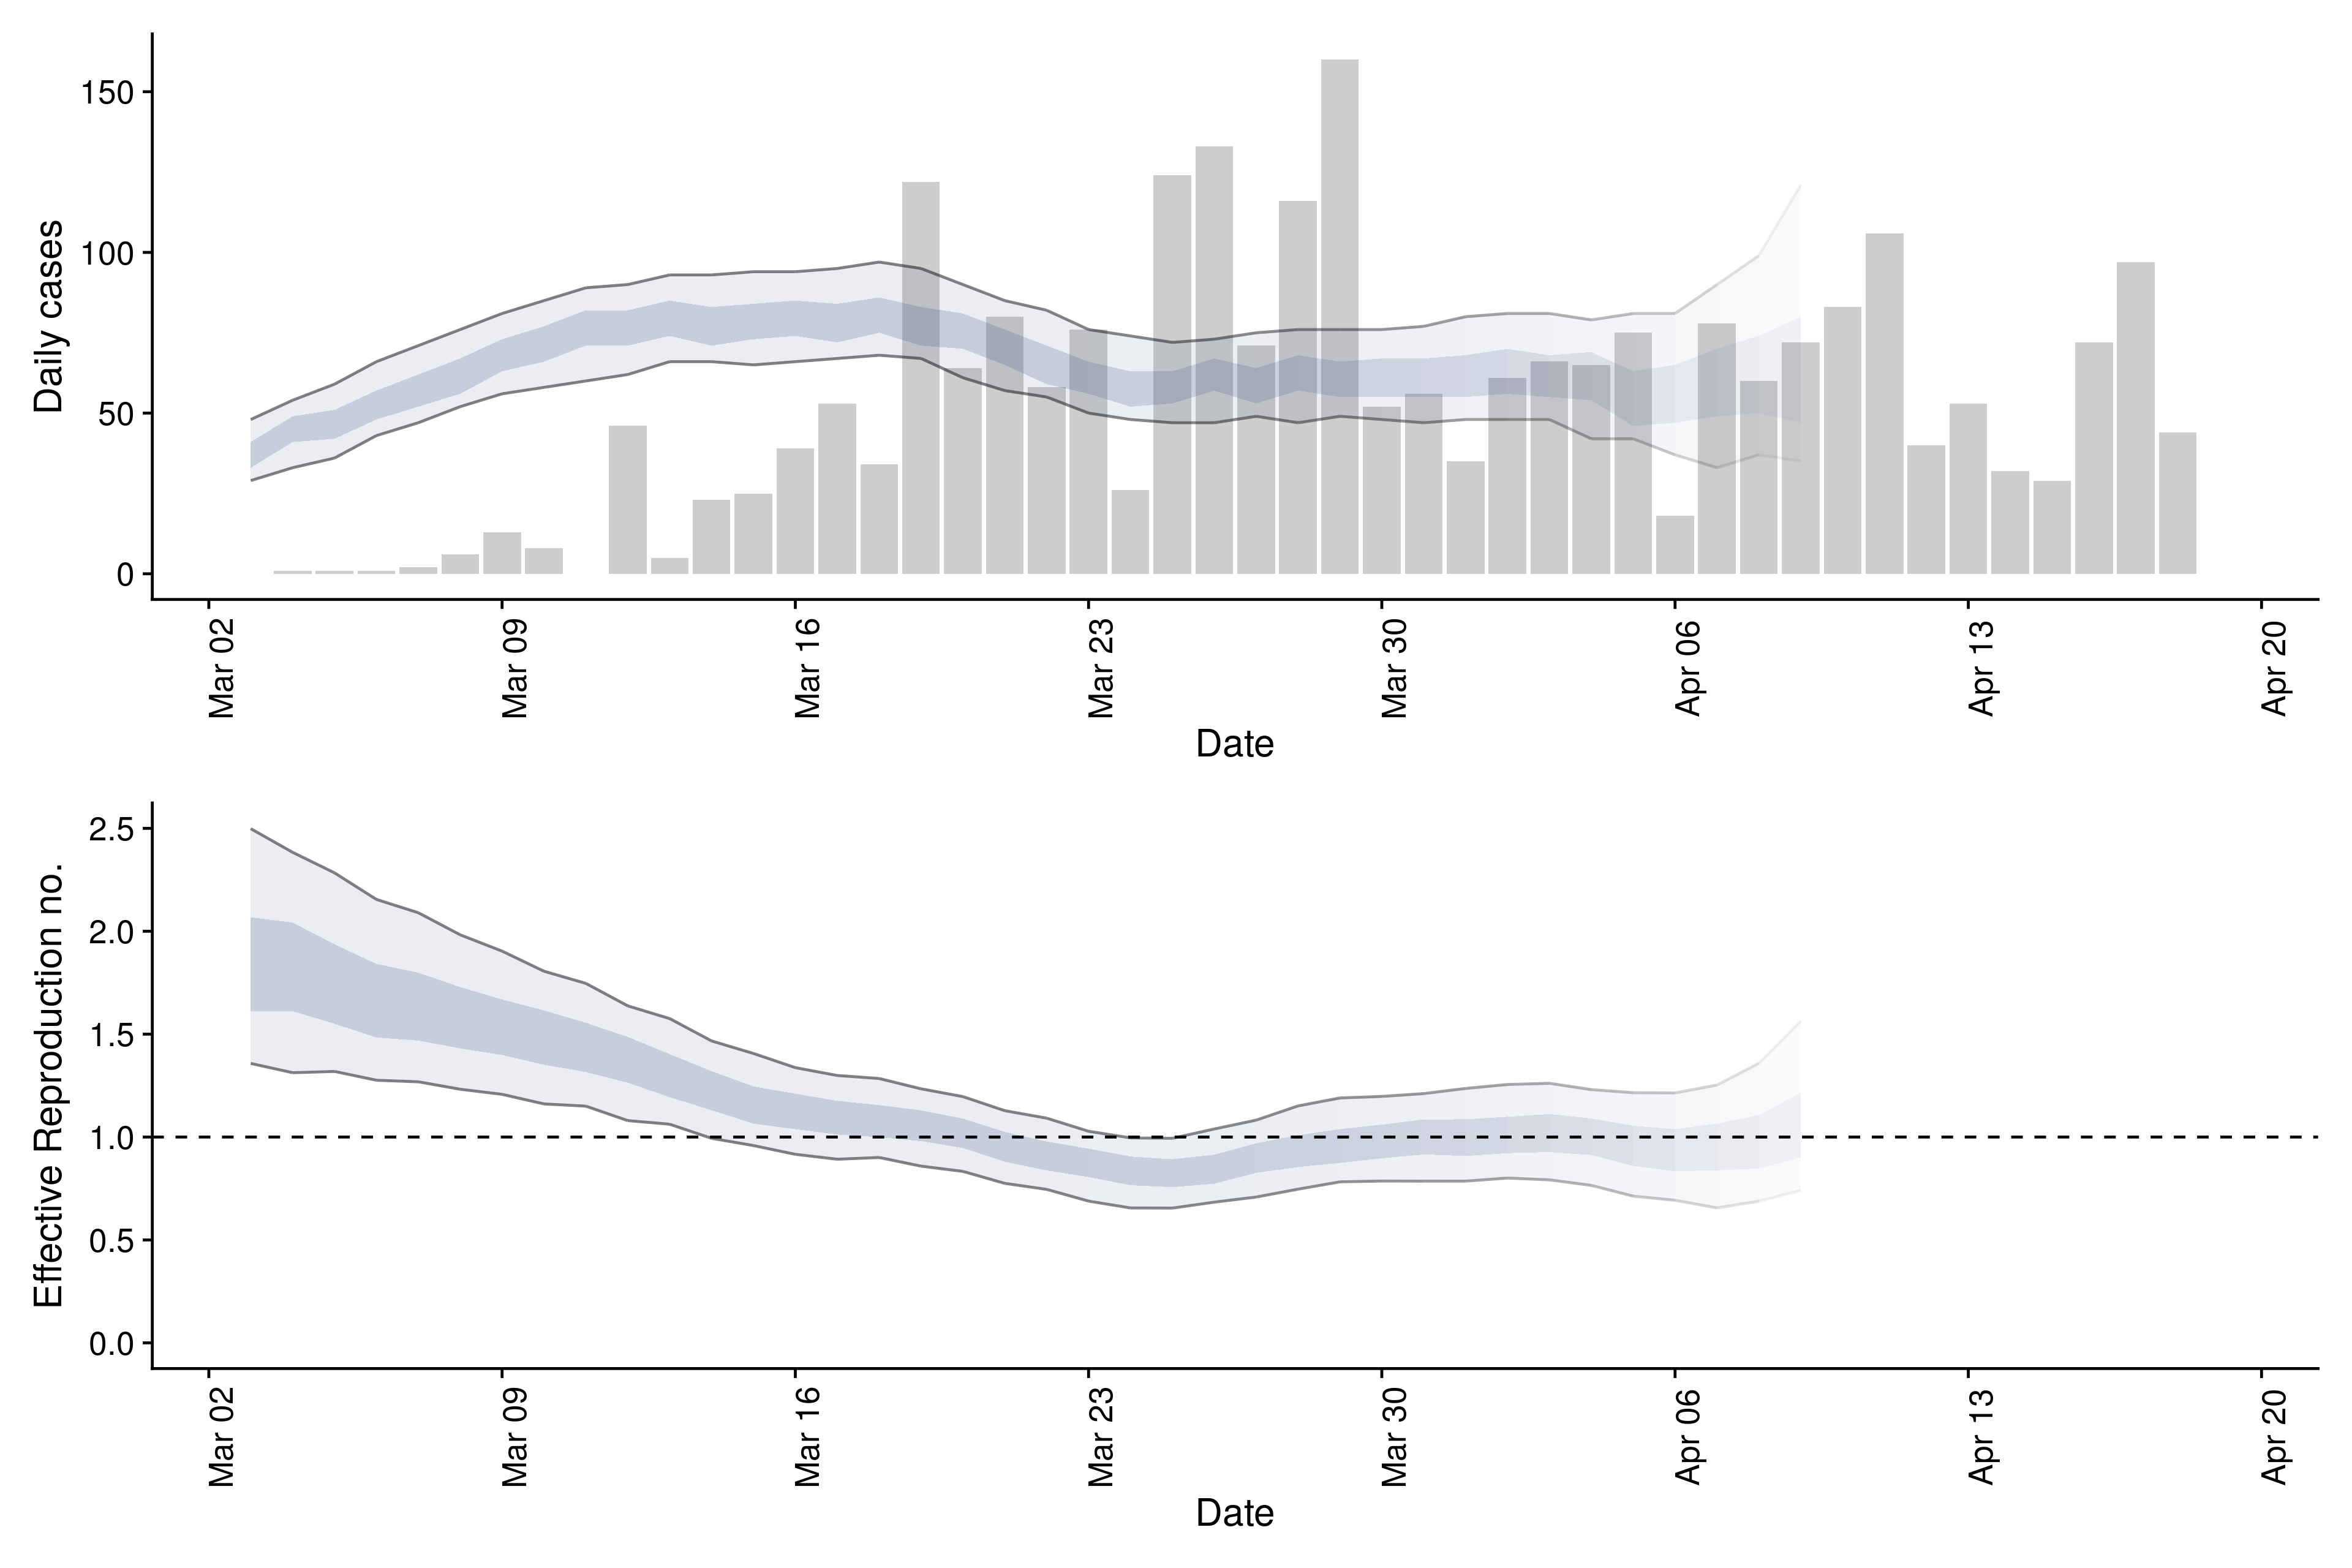 Daily cases
150
100
50
0
Mar 02
Mar 09
Mar 16
Mar 23
Mar 30
Apr 06
Apr 13
Apr 20
Date
Effective Reproduction no.
2.5
2.0
1.5
1.0
0.5
0.0
Mar 02
Mar 09
Mar 16
Mar 23
Mar 30
Apr 06
Apr 13
Apr 20
Date